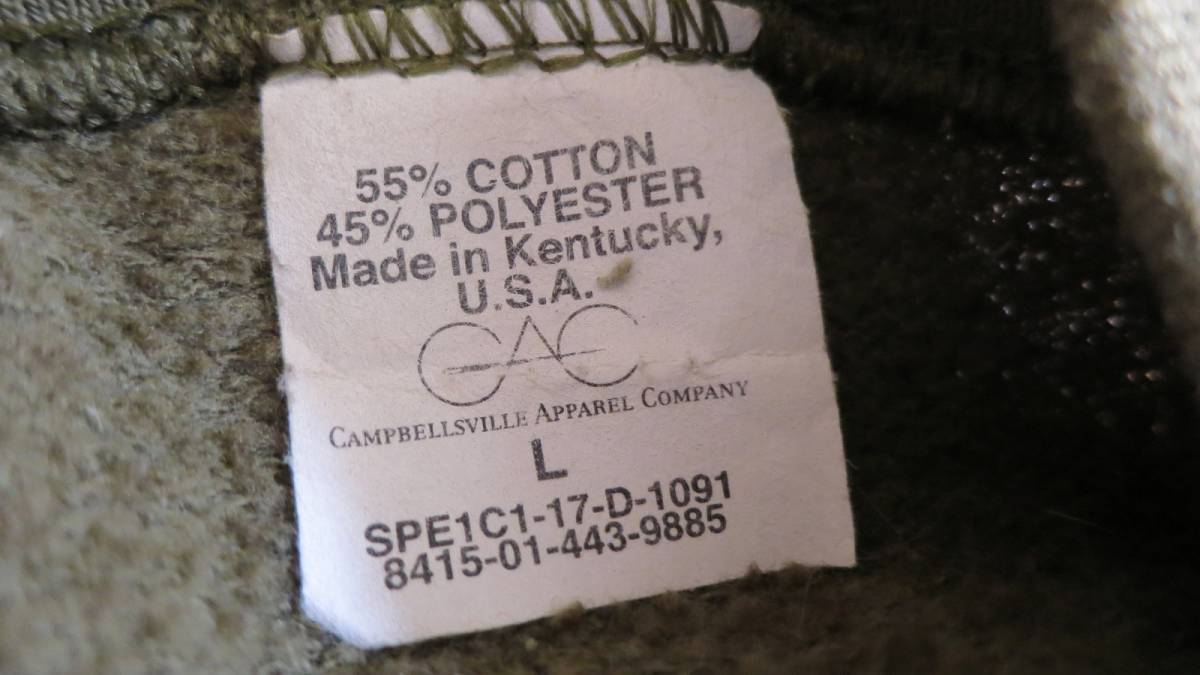 55% COTTON
45% POLYESTER
Made in Kentucky,
U.S.A.
CAC
CAMPBELLSVILLE APPAREL COMPANY
L
SPE1C1-17-D-1091
8415-01-443-9885